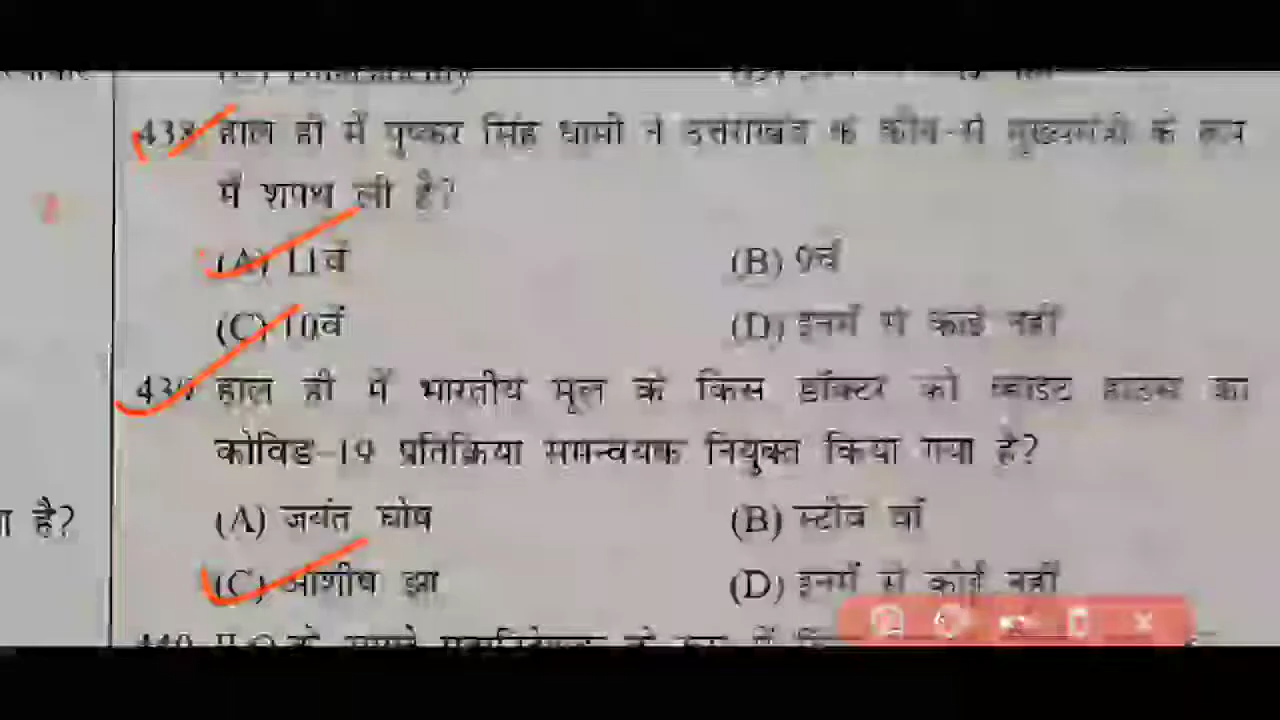 438. हाल ही में पुष्कर सिंह धामी ने उत्तराखंड के कौन-से मुख्यमंत्री के रूप
में शपथ ली है?
(A) 11वें
(B) 9वें
(C) 10वें
(D) इनमें से कोई नहीं
439. हाल ही में भारतीय मूल के किस डॉक्टर को व्हाइट हाउस का
कोविड-19 प्रतिक्रिया समन्वयक नियुक्त किया गया है?
(A) जयंत घोष
(B) स्टीव वॉ
(C) आशीष झा
(D) इनमें से कोई नहीं
ा है?
440.